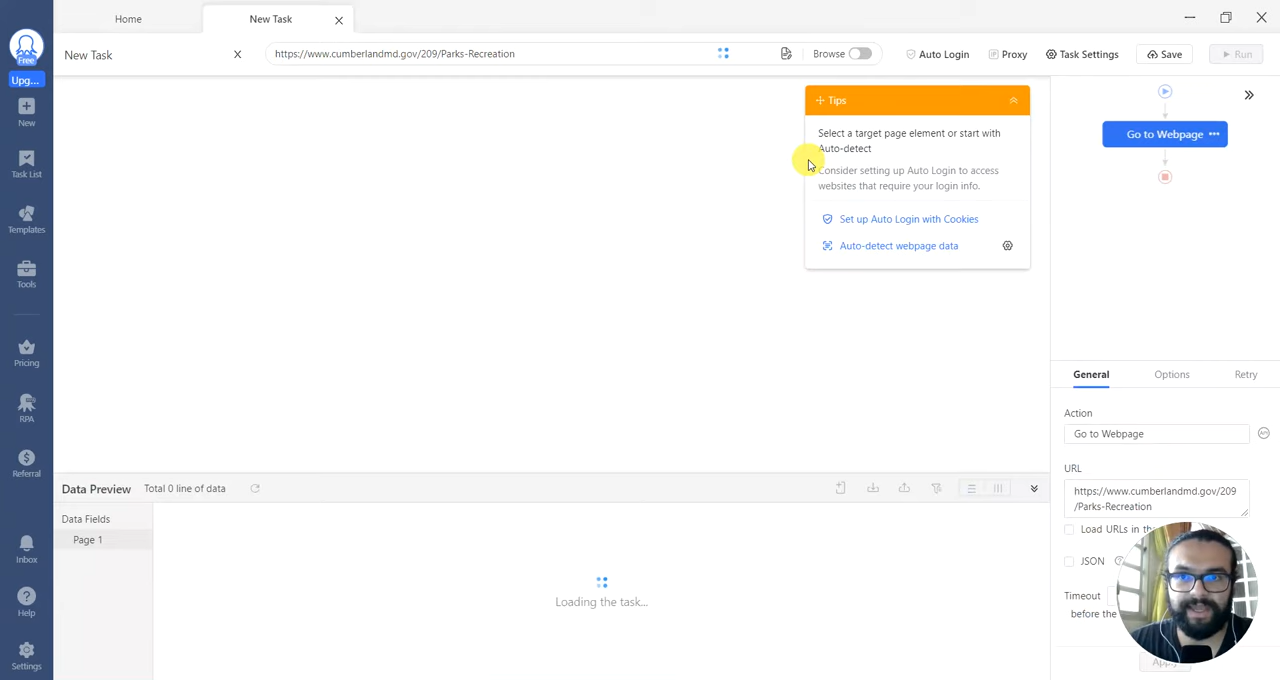 Home
New Task
New Task
https://www.cumberlandmd.gov/209/Parks-Recreation
Browse
Auto Login
Proxy
Task Settings
Save
Run
Free
Upg...
New
Task List
Templates
Tools
Pricing
RPA
Referral
Inbox
Help
Settings
Tips
Select a target page element or start with
Auto-detect
Consider setting up Auto Login to access
websites that require your login info.
Set up Auto Login with Cookies
Auto-detect webpage data
Go to Webpage
General
Options
Retry
Action
Go to Webpage
URL
https://www.cumberlandmd.gov/209
/Parks-Recreation
Load URLs in
JSON
Timeout
before the
Apply
Data Preview
Total 0 line of data
Data Fields
Page 1
Loading the task...